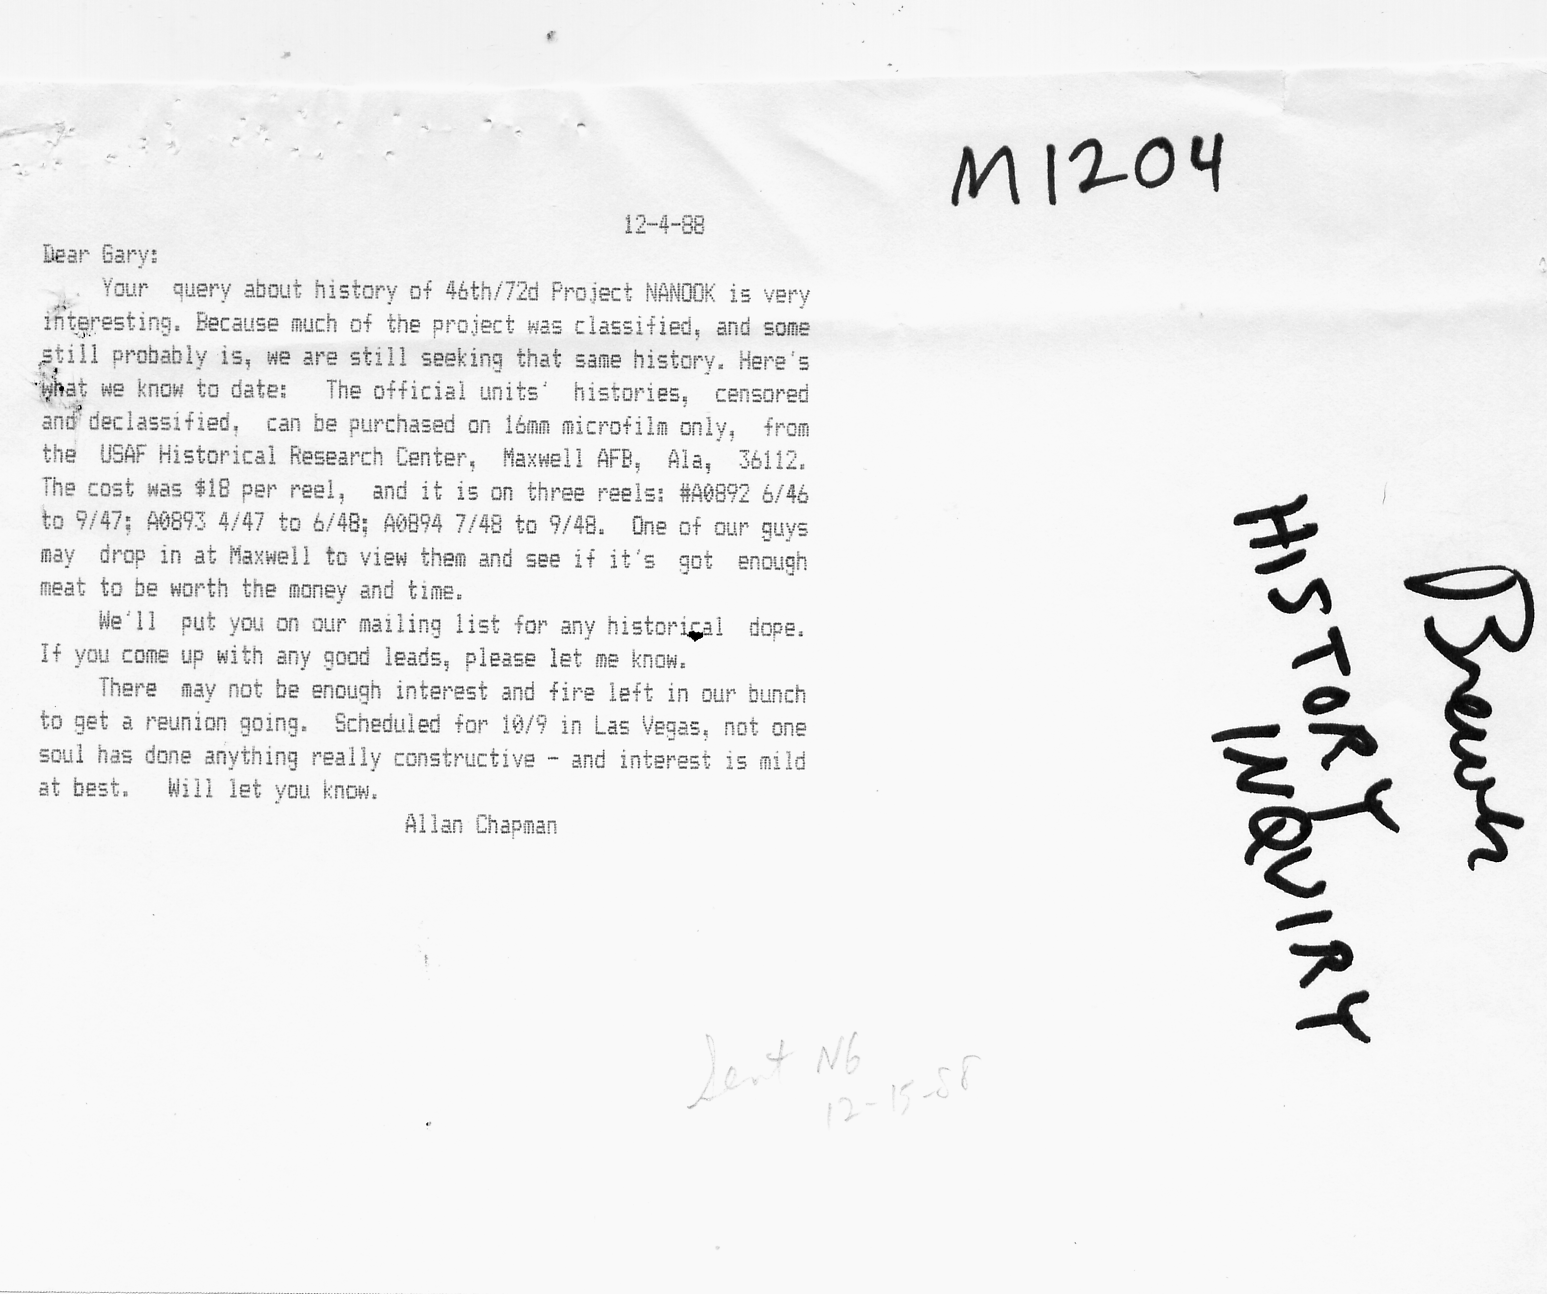 M1204
12-4-88
Dear Gary:
Your query about history of 46th/72d Project NANOOK is very
interesting. Because much of the project was classified, and some
still probably is, we are still seeking that same history. Here's
what we know to date: The official units' histories, censored
and declassified, can be purchased on 16mm microfilm only, from
the USAF Historical Research Center, Maxwell AFB, Ala, 36112.
The cost was $18 per reel, and it is on three reels: #A0892 6/46
to 9/47; A0893 4/47 to 6/48; A0894 7/48 to 9/48. One of our guys
may drop in at Maxwell to view them and see if it's got enough
meat to be worth the money and time.
We'll put you on our mailing list for any historical dope.
If you come up with any good leads, please let me know.
There may not be enough interest and fire left in our bunch
to get a reunion going. Scheduled for 10/9 in Las Vegas, not one
soul has done anything really constructive - and interest is mild
at best. Will let you know.
Allan Chapman
HISTORY
INQUIRY
Sent N6
12-15-88